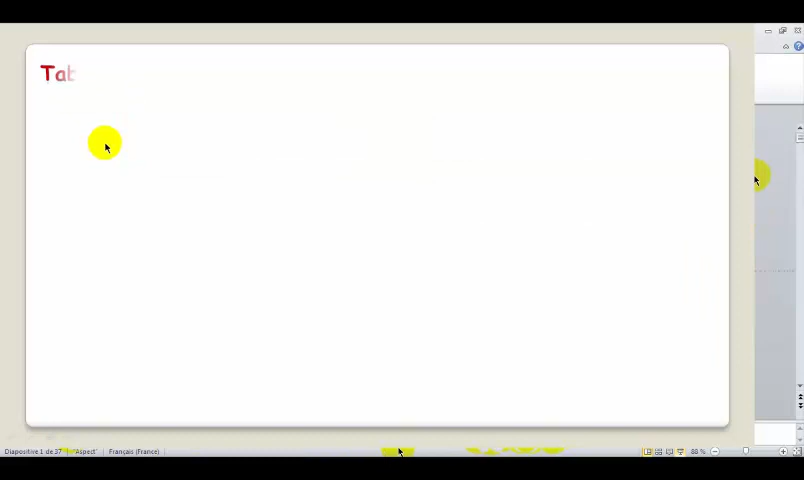 Tab
Diapositive 1 de 37 "Aspect" Français (France) 88 %